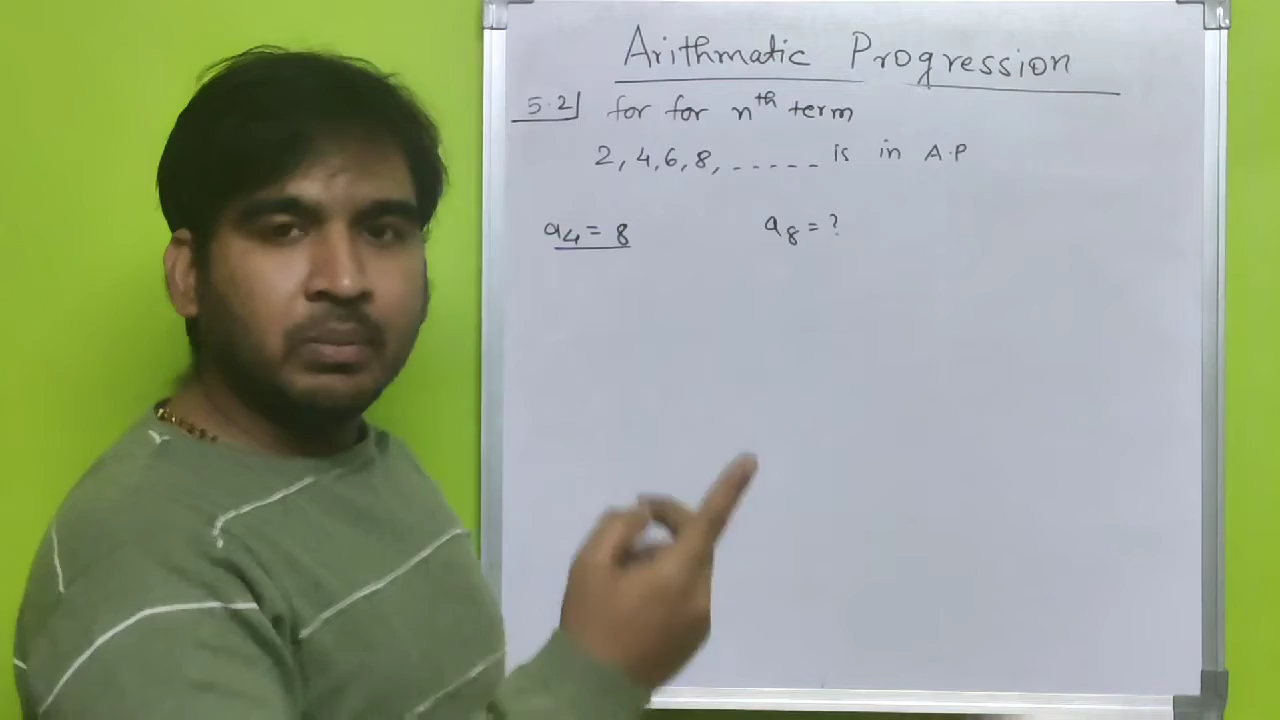 Arithmatic Progression
5.2 for for nth term
2, 4, 6, 8, ----- is in A.P
a4 = 8 a8 = ?